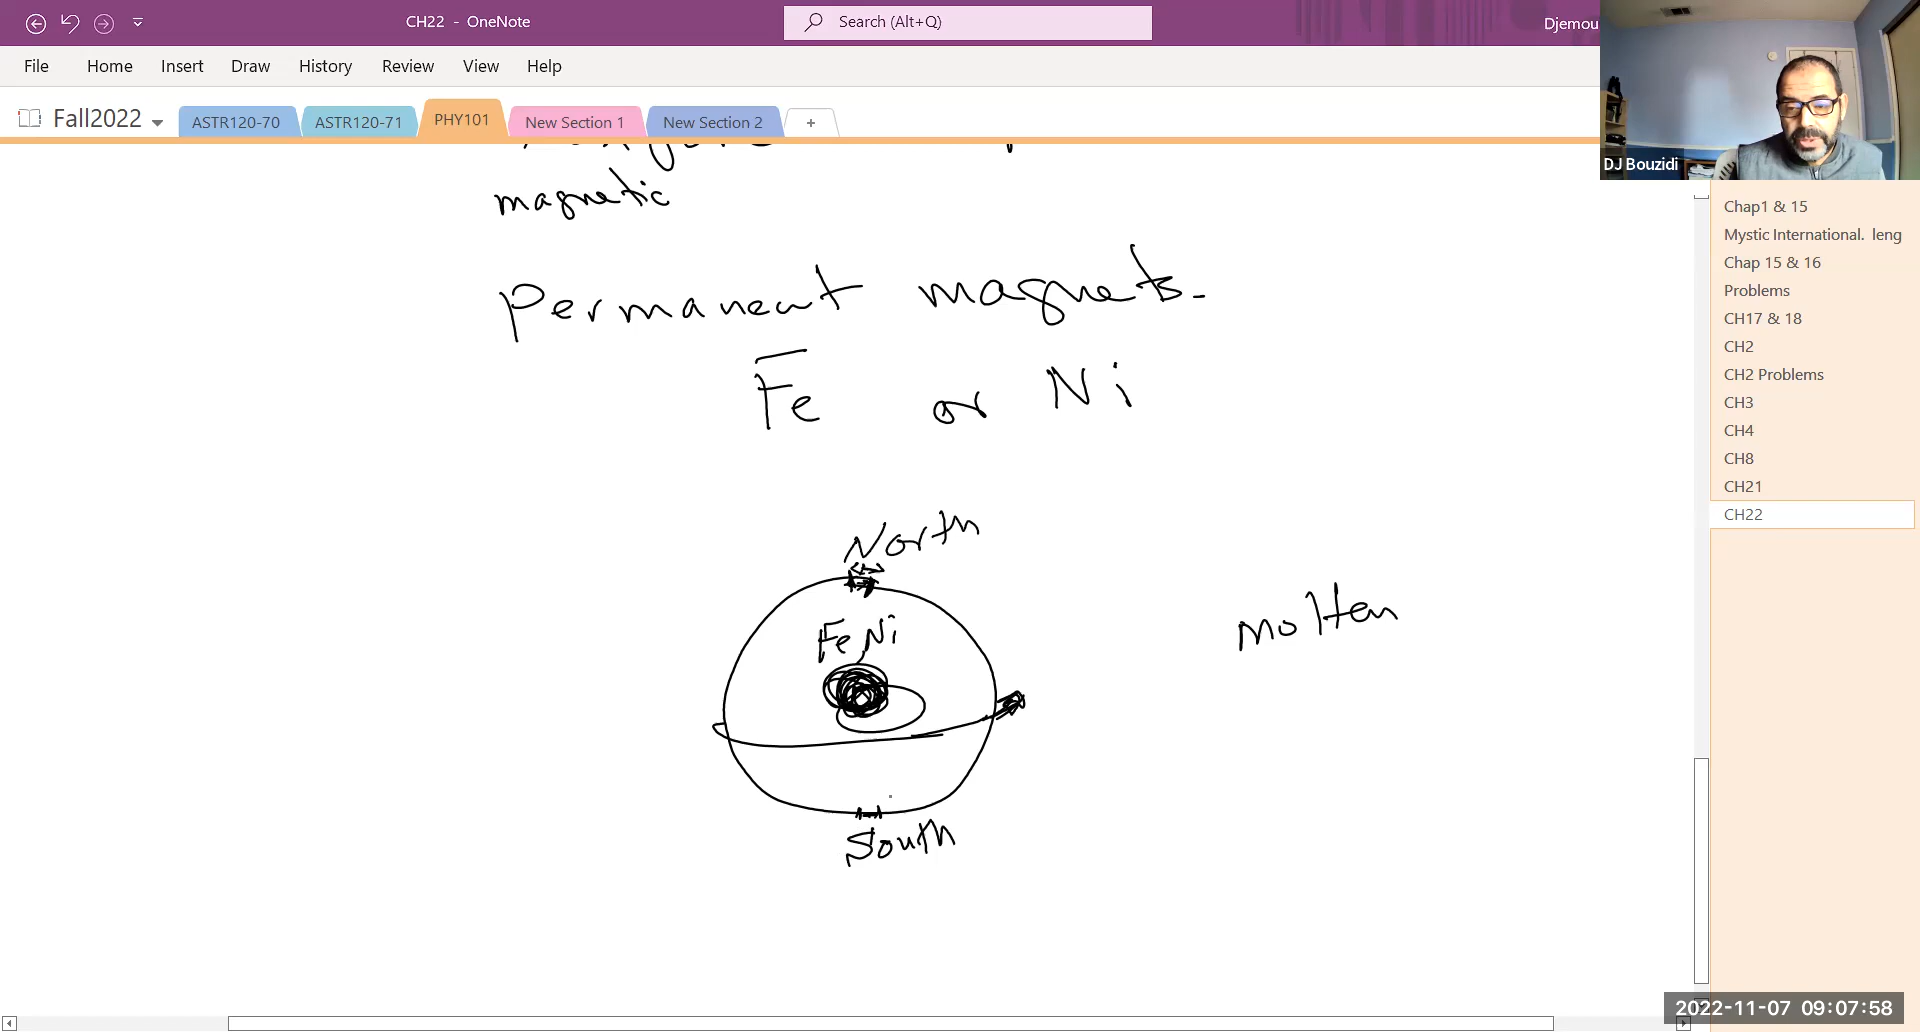 CH22 - OneNote
Search (Alt+Q)
Djemou
File Home Insert Draw History Review View Help
Fall2022 ASTR120-70 ASTR120-71 PHY101 New Section 1 New Section 2 +
DJ Bouzidi
magnetic
Permanent magnets.
Fe or Ni
North
Fe, Ni
molten
South
Chap1 & 15
Mystic International. leng
Chap 15 & 16
Problems
CH17 & 18
CH2
CH2 Problems
CH3
CH4
CH8
CH21
CH22
2022-11-07 09:07:58